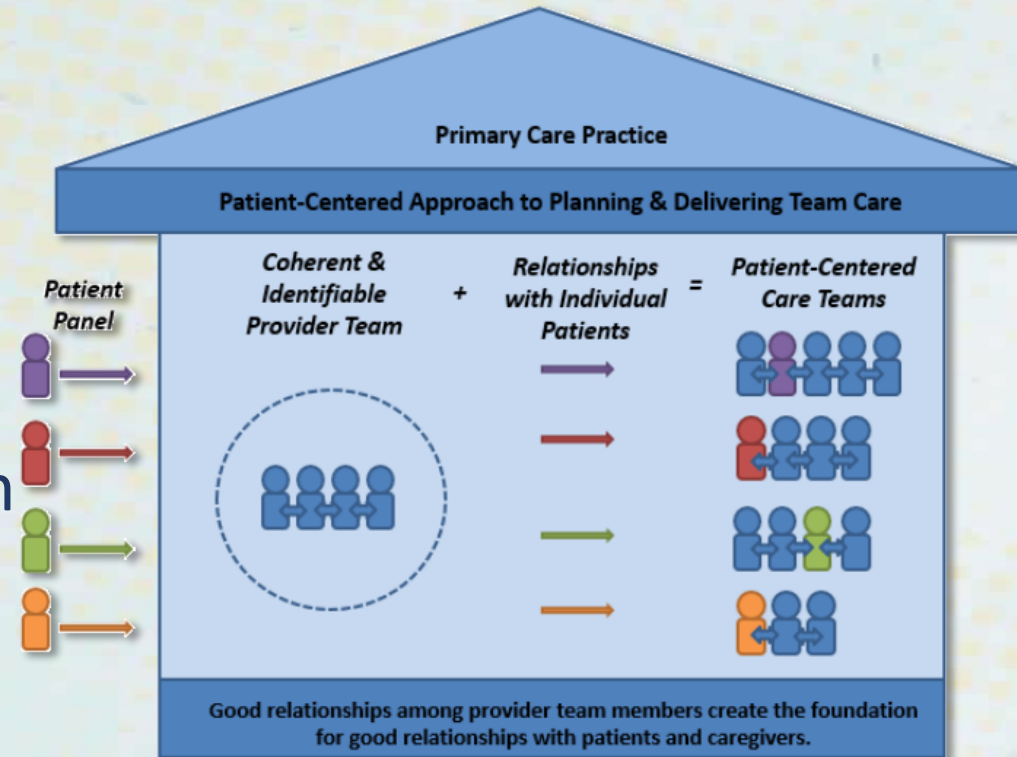 Primary Care Practice
Patient-Centered Approach to Planning & Delivering Team Care
Patient
Panel
Coherent &
Identifiable
Provider Team
+
Relationships
with Individual
Patients
=
Patient-Centered
Care Teams
n
Good relationships among provider team members create the foundation
for good relationships with patients and caregivers.